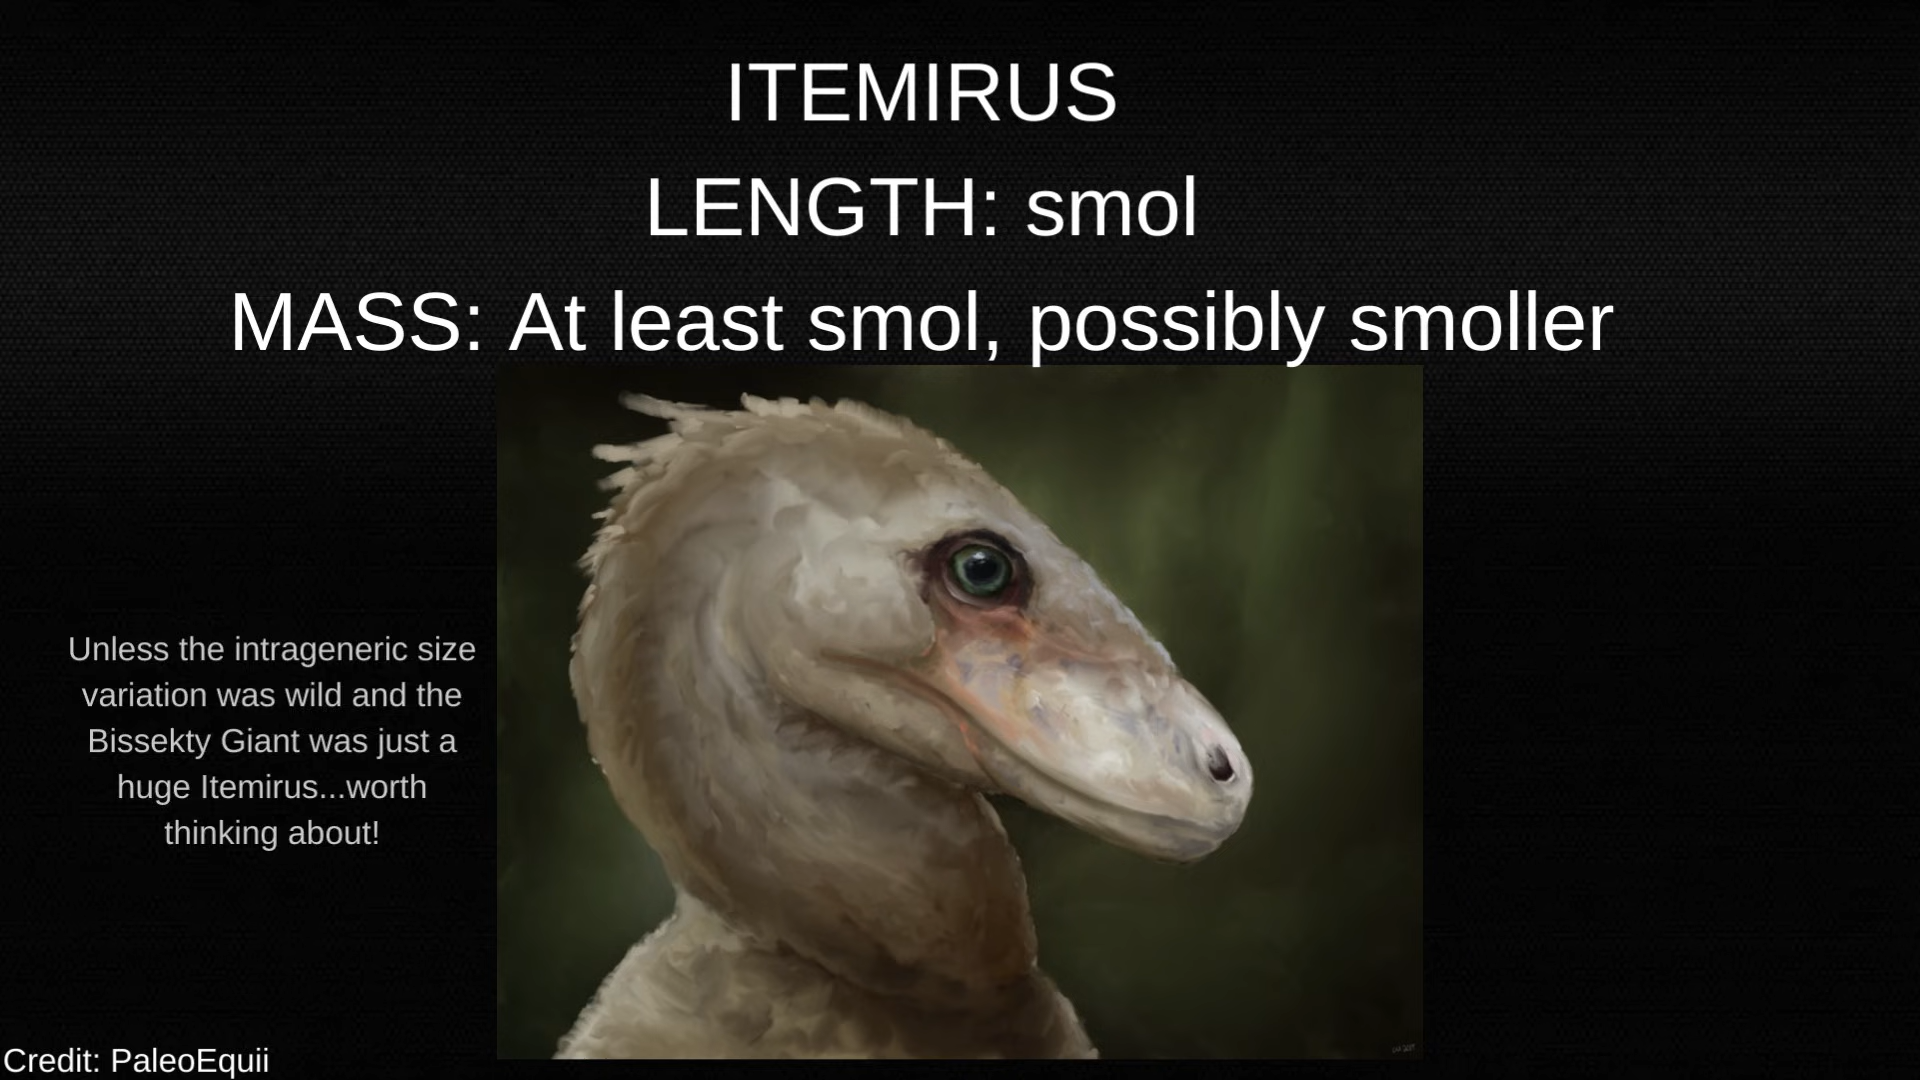 ITEMIRUS
LENGTH: smol
MASS: At least smol, possibly smoller
Unless the intrageneric size
variation was wild and the
Bissekty Giant was just a
huge Itemirus...worth
thinking about!
Credit: PaleoEquii